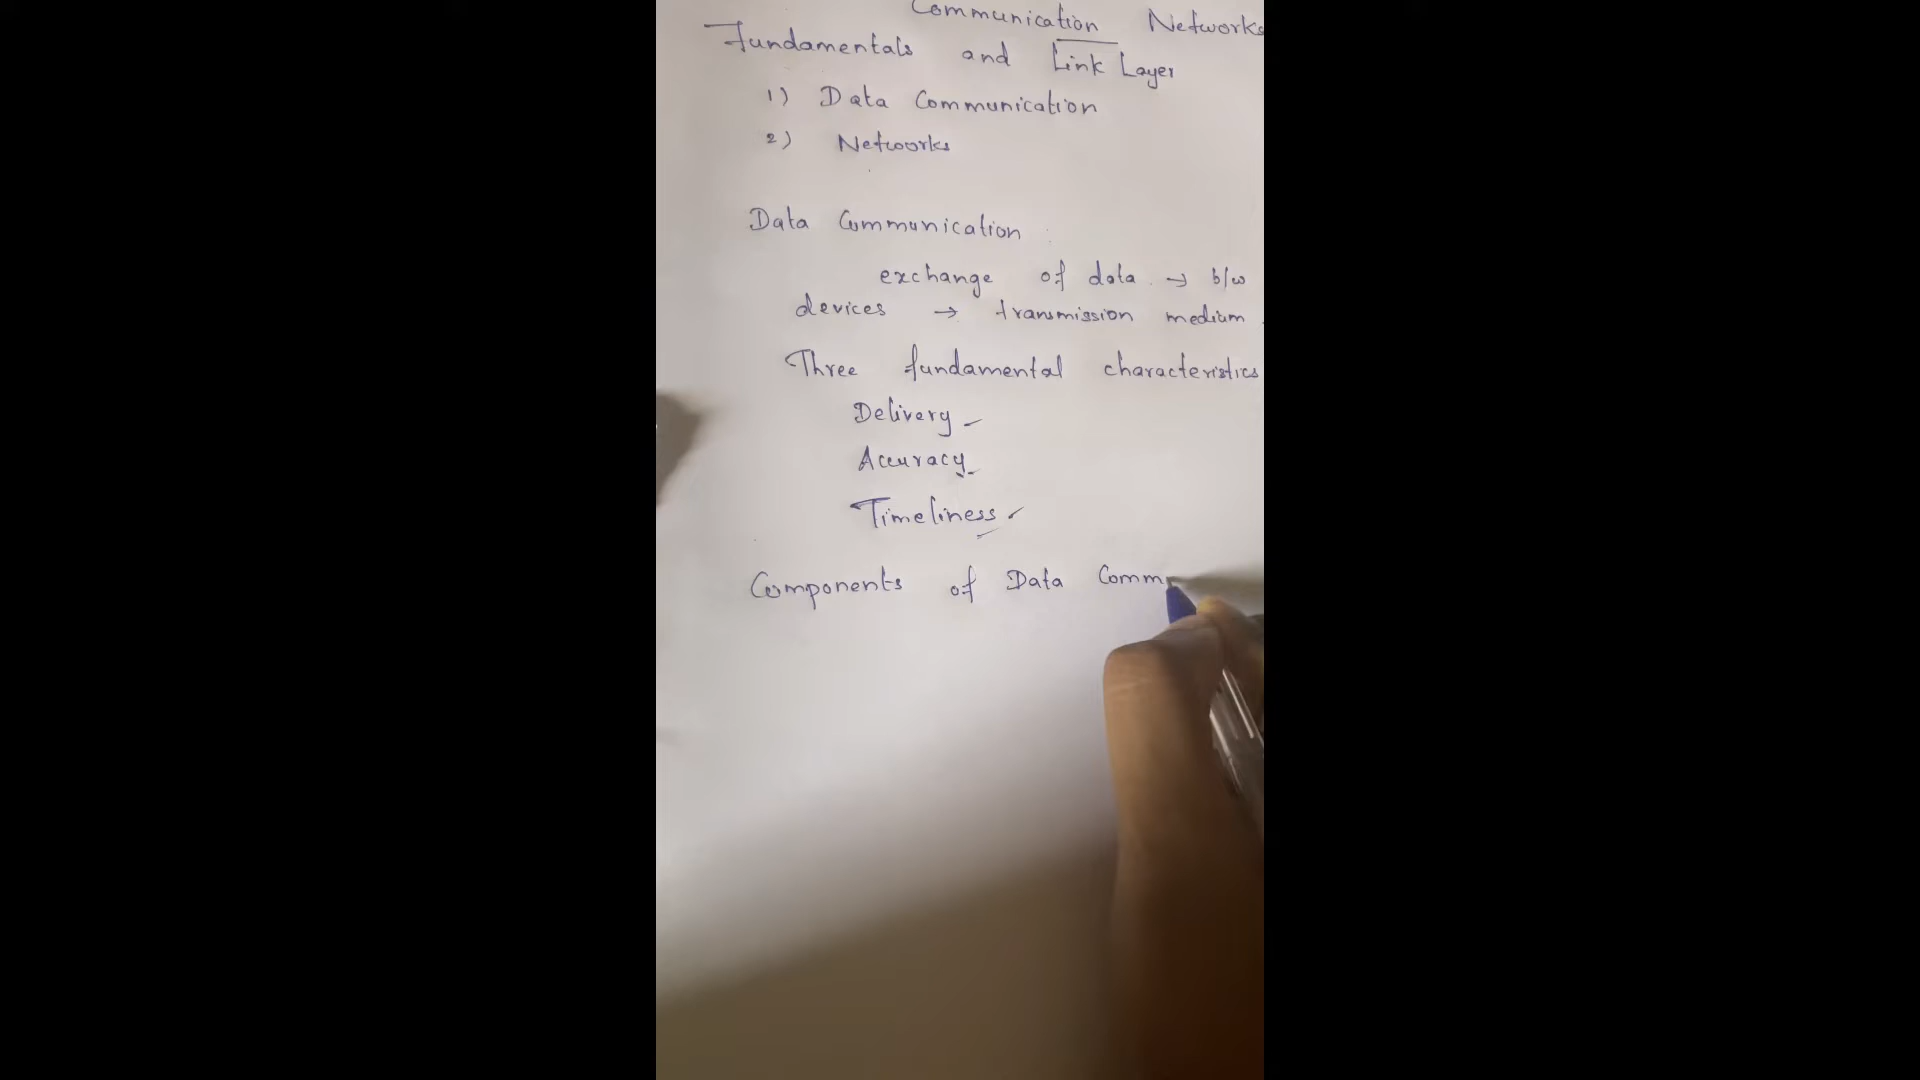 Communication Networks
Fundamentals and Link Layer
1) Data Communication
2) Networks
Data Communication
exchange of data → b/w
devices → transmission medium.
Three fundamental characteristics
Delivery
Accuracy
Timeliness
Components of Data Comm